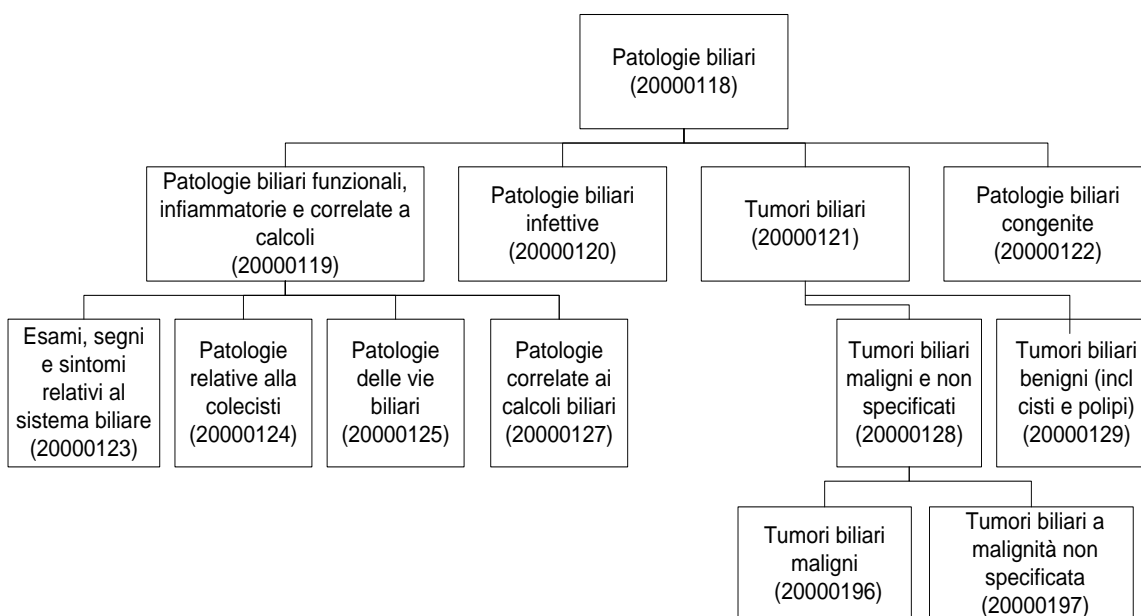 Patologie biliari
(20000118)
Patologie biliari funzionali,
infiammatorie e correlate a
calcoli
(20000119)
Patologie biliari
infettive
(20000120)
Tumori biliari
(20000121)
Patologie biliari
congenite
(20000122)
Esami, segni
e sintomi
relativi al
sistema biliare
(20000123)
Patologie
relative alla
colecisti
(20000124)
Patologie
delle vie
biliari
(20000125)
Patologie
correlate ai
calcoli biliari
(20000127)
Tumori biliari
maligni e non
specificati
(20000128)
Tumori biliari
benigni (incl
cisti e polipi)
(20000129)
Tumori biliari
maligni
(20000196)
Tumori biliari a
malignità non
specificata
(20000197)